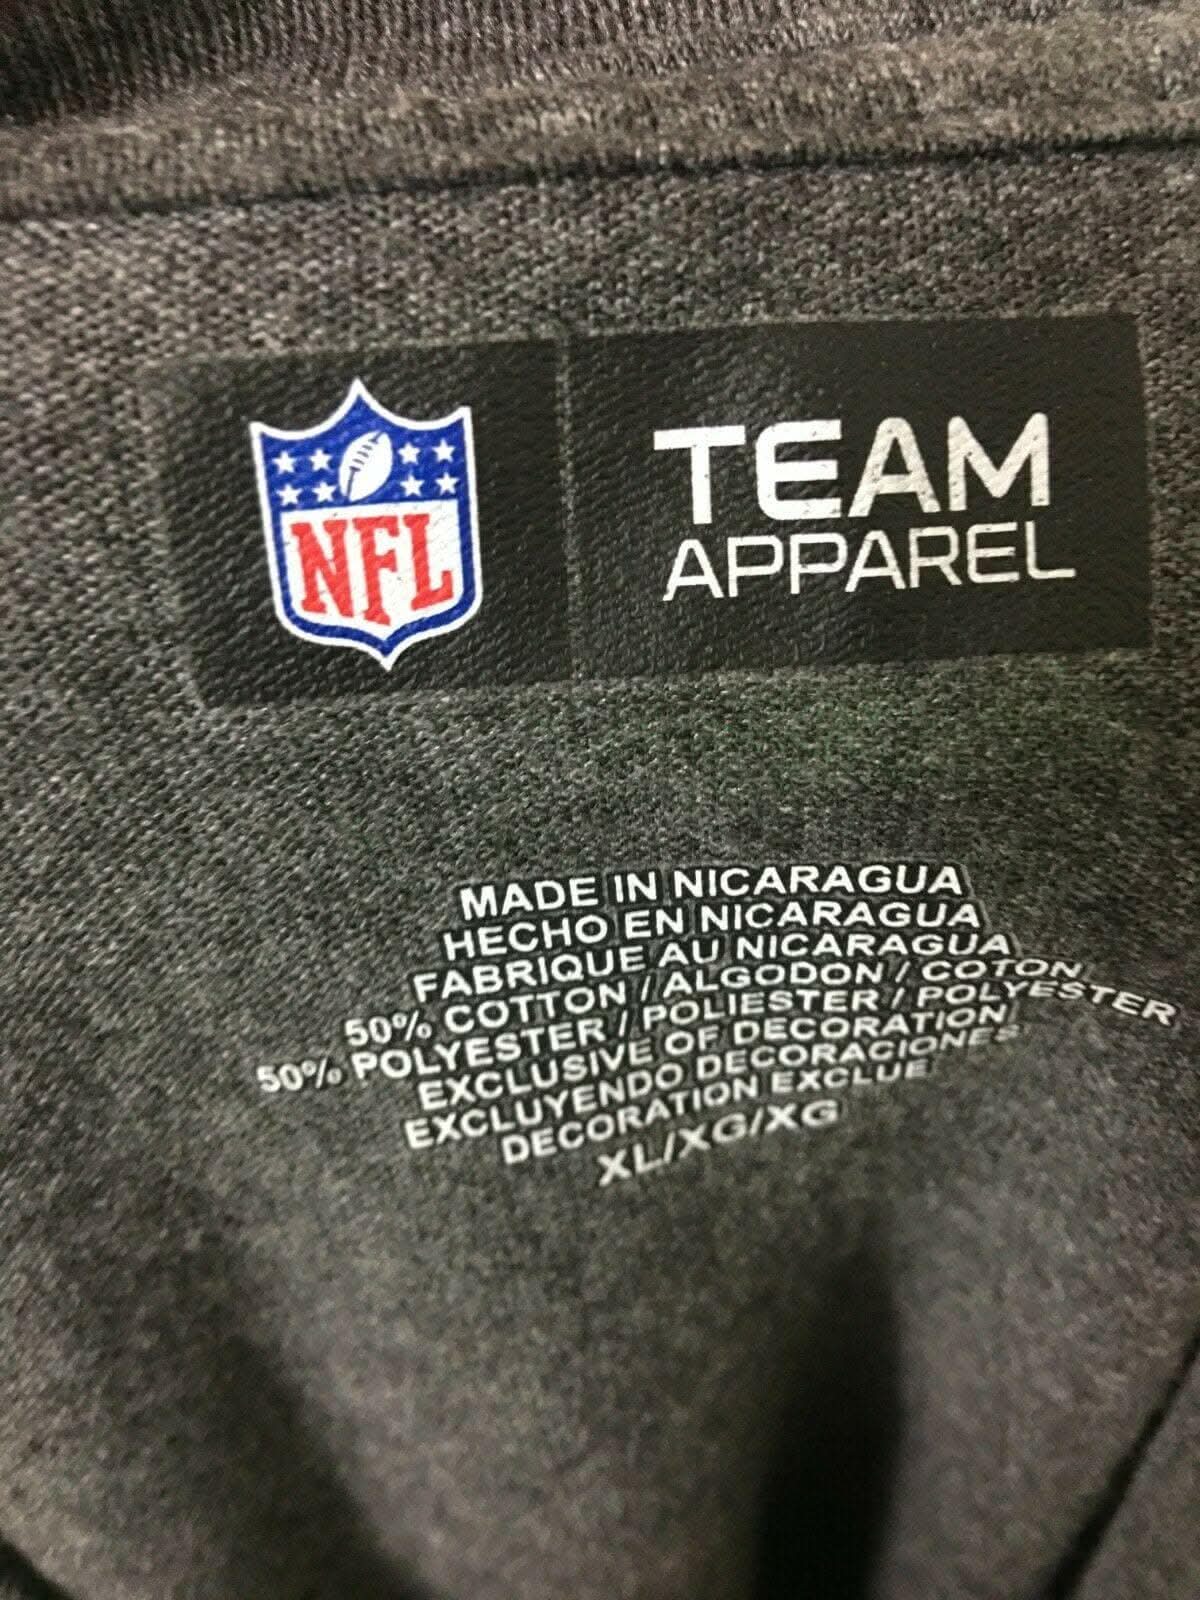 NFL
TEAM
APPAREL
MADE IN NICARAGUA
HECHO EN NICARAGUA
FABRIQUE AU NICARAGUA
50% COTTON / ALGODON / COTON
50% POLYESTER / POLIESTER / POLYESTER
EXCLUSIVE OF DECORATION
EXCLUYENDO DECORACIONES
DECORATION EXCLUE
XL/XG/XG